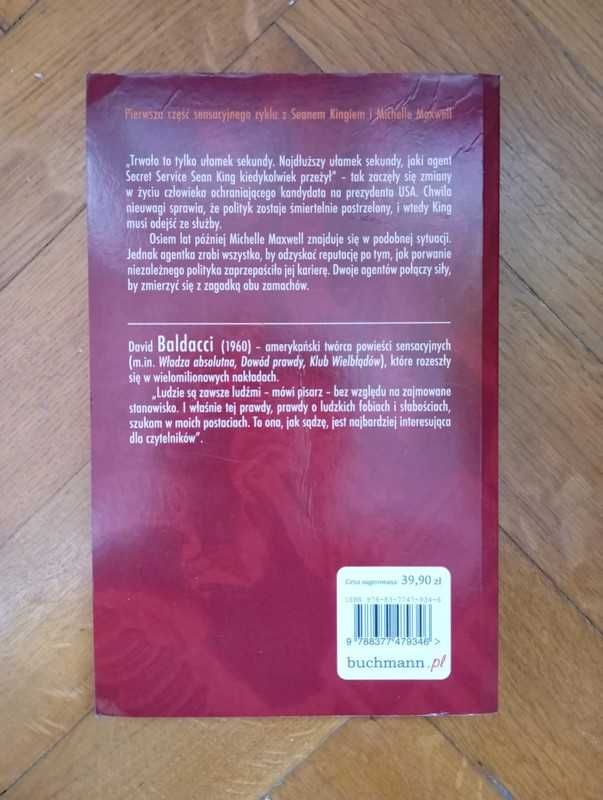 Pierwsza część sensacyjnego cyklu z Seanem Kingiem i Michelle Maxwell
„Trwało to tylko ułamek sekundy. Najdłuższy ułamek sekundy, jaki agent
Secret Service Sean King kiedykolwiek przeżył” – tak zaczęły się zmiany
w życiu człowieka ochraniającego kandydata na prezydenta USA. Chwila
nieuwagi sprawia, że polityk zostaje śmiertelnie postrzelony, i wtedy King
musi odejść ze służby.
Osiem lat później Michelle Maxwell znajduje się w podobnej sytuacji.
Jednak agentka zrobi wszystko, by odzyskać reputację po tym, jak porwanie
niezależnego polityka zaprzepaściło jej karierę. Dwoje agentów połączy siły,
by zmierzyć się z zagadką obu zamachów.
David Baldacci (1960) – amerykański twórca powieści sensacyjnych
(m.in. Władza absolutna, Dowód prawdy, Klub Wielbłądów), które rozeszły
się w wielomilionowych nakładach.
„Ludzie są zawsze ludźmi – mówi pisarz – bez względu na zajmowane
stanowisko. I właśnie tej prawdy, prawdy o ludzkich fobiach i słabościach,
szukam w moich postaciach. To ona, jak sądzę, jest najbardziej interesująca
dla czytelników”.
Cena sugerowana: 39,90 zł
ISBN 978-83-7747-934-6
9 788377 479346 >
buchmann.pl